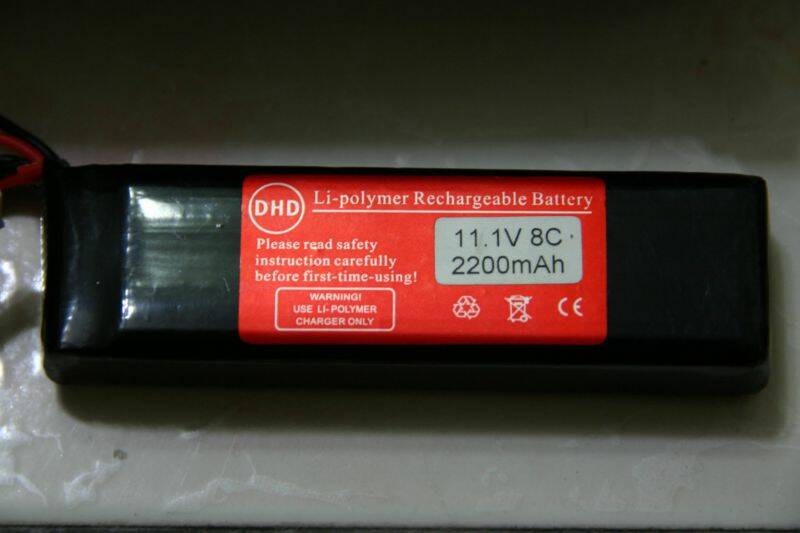 DHD
Li-polymer Rechargeable Battery
Please read safety
instruction carefully
before first-time-using!
11.1V 8C
2200mAh
WARNING!
USE LI-POLYMER
CHARGER ONLY
CE